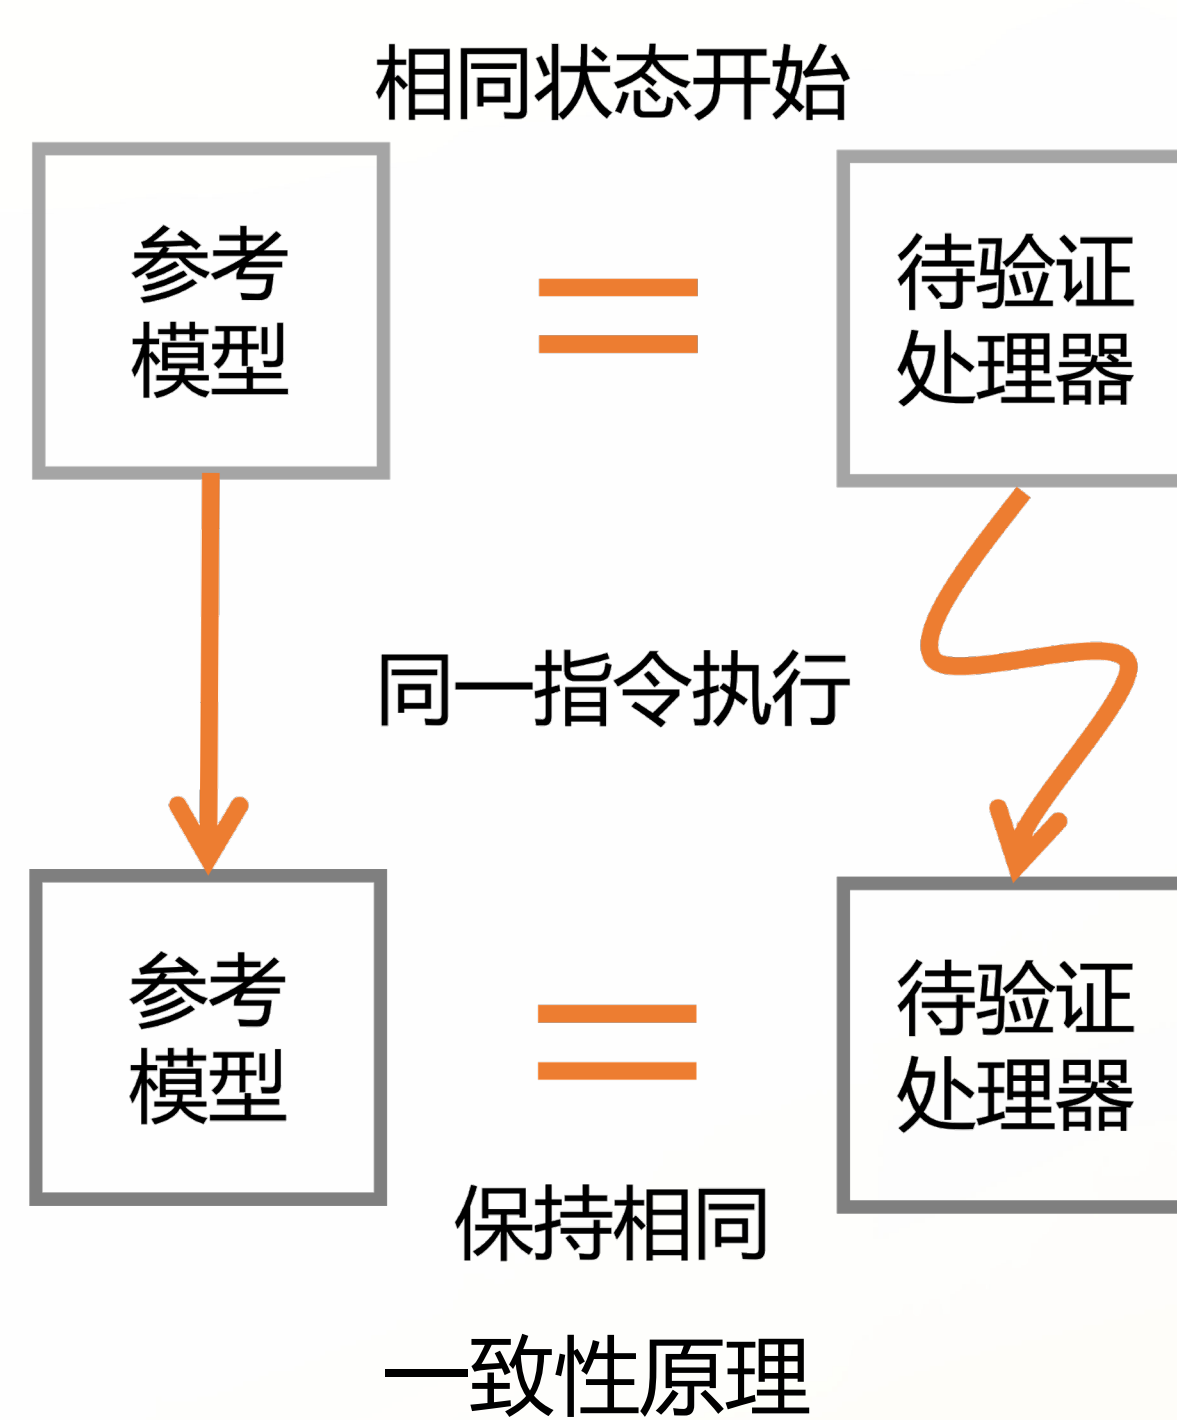 相同状态开始
参考
模型
待验证
处理器
同一指令执行
参考
模型
待验证
处理器
保持相同
一致性原理